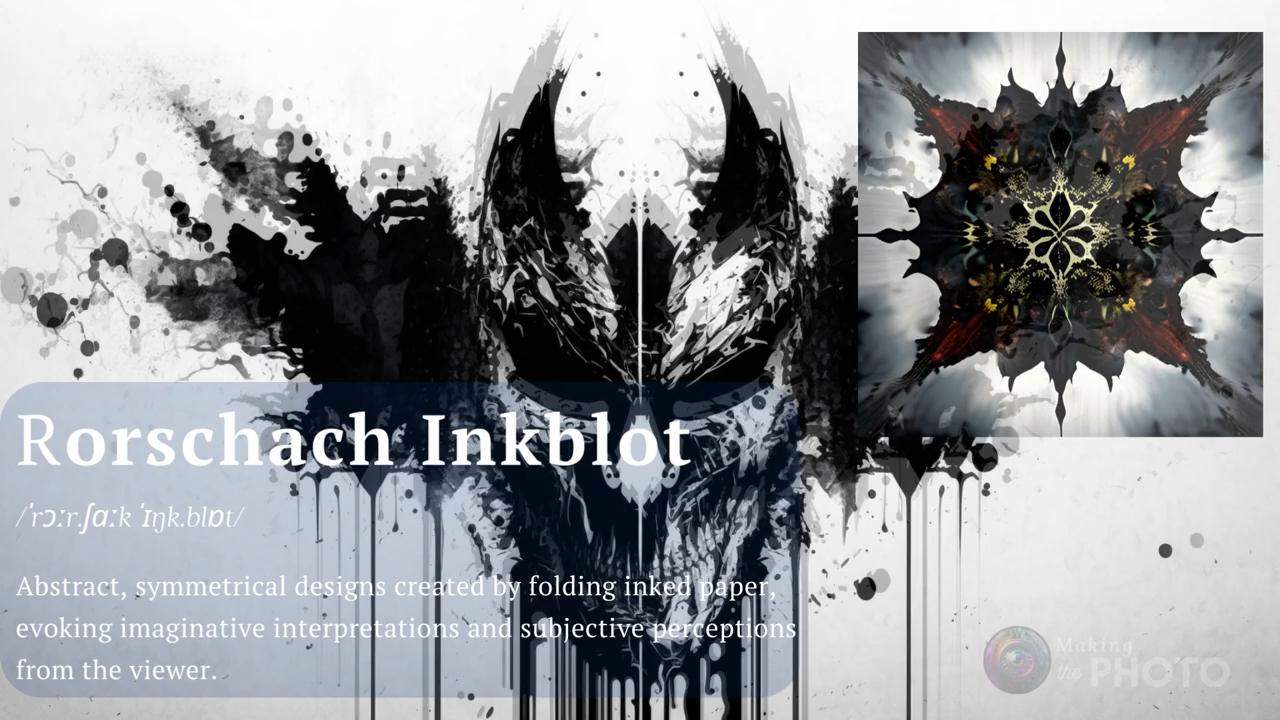 Rorschach Inkblot
/ˈrɔːr.ʃɑːk ˈɪŋk.blɒt/
Abstract, symmetrical designs created by folding inked paper,
evoking imaginative interpretations and subjective perceptions
from the viewer.
Making
the PHOTO